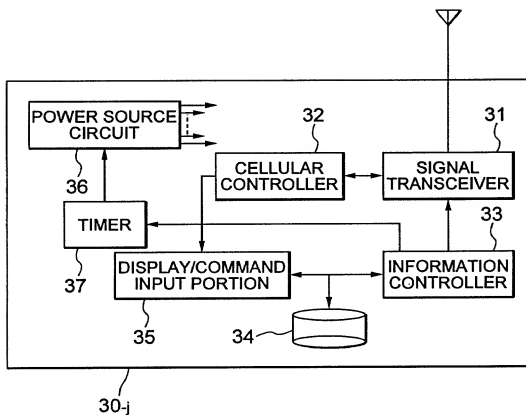 POWER SOURCE
CIRCUIT
36
32
31
CELLULAR
CONTROLLER
SIGNAL
TRANSCEIVER
33
TIMER
37
DISPLAY/COMMAND
INPUT PORTION
35
34
INFORMATION
CONTROLLER
30-j